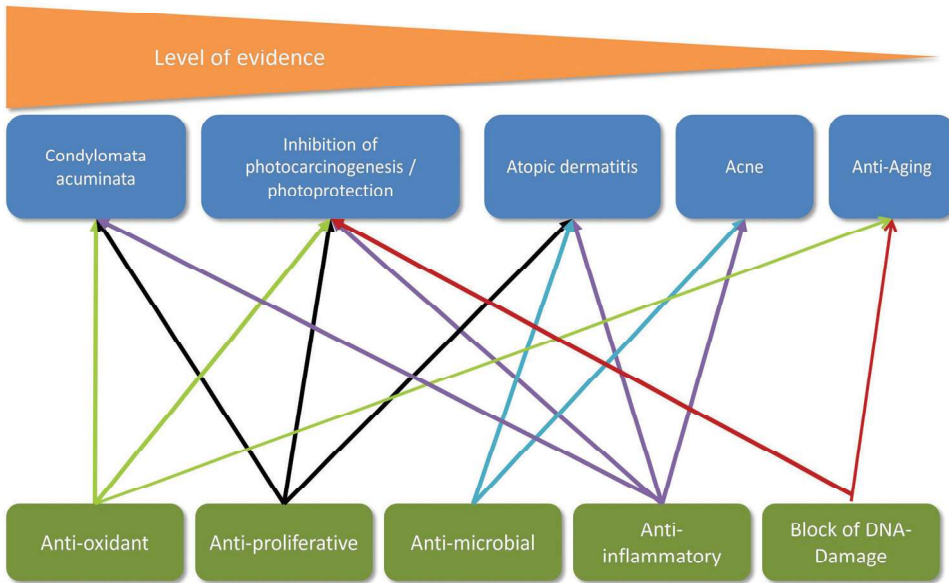 Level of evidence
Condylomata
acuminata
Inhibition of
photocarcinogenesis /
photoprotection
Atopic dermatitis
Acne
Anti-Aging
Anti-oxidant
Anti-proliferative
Anti-microbial
Anti-
inflammatory
Block of DNA-
Damage